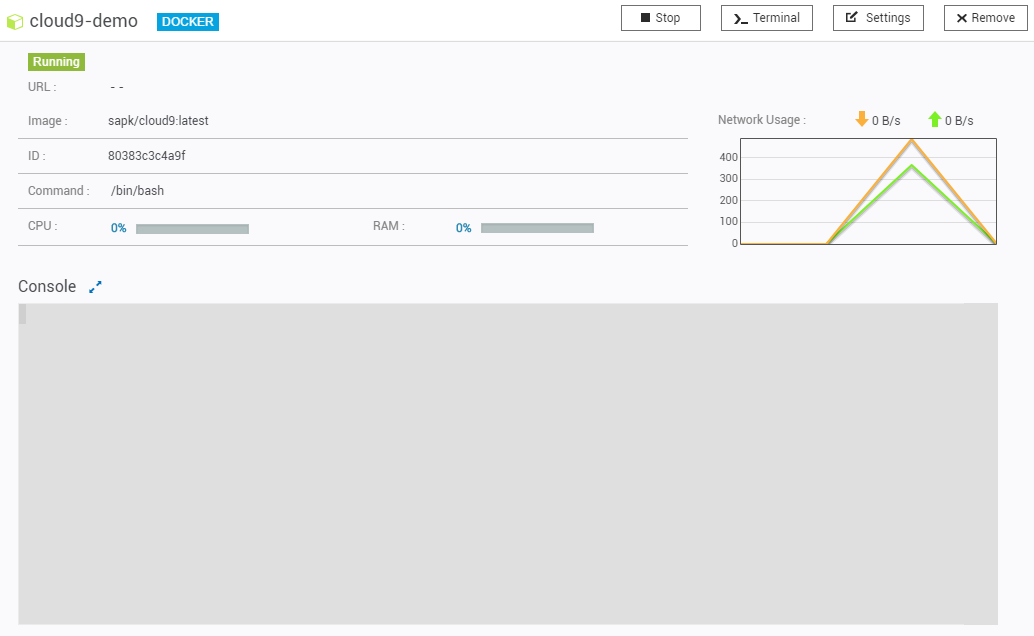 cloud9-demo DOCKER Stop Terminal Settings Remove
Running
URL : - -
Image : sapk/cloud9:latest
ID : 80383c3c4a9f
Command : /bin/bash
CPU : 0% RAM : 0%
Network Usage : 0 B/s 0 B/s
400
300
200
100
0
Console